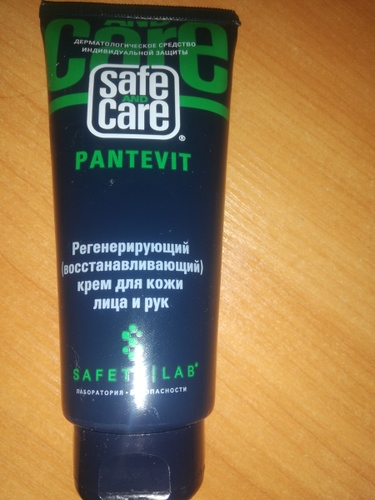 AND
Care
ДЕРМАТОЛОГИЧЕСКОЕ СРЕДСТВО
ИНДИВИДУАЛЬНОЙ ЗАЩИТЫ
safe
AND
care
®
PANTEVIT
Регенерирующий
(восстанавливающий)
крем для кожи
лица и рук
SAFETY|LAB®
ЛАБОРАТОРИЯ • БЕЗОПАСНОСТИ